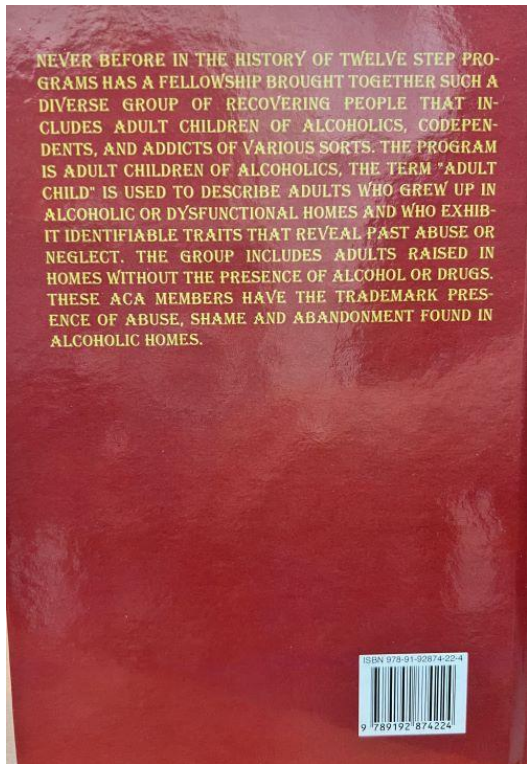 NEVER BEFORE IN THE HISTORY OF TWELVE STEP PRO-
GRAMS HAS A FELLOWSHIP BROUGHT TOGETHER SUCH A
DIVERSE GROUP OF RECOVERING PEOPLE THAT IN-
CLUDES ADULT CHILDREN OF ALCOHOLICS, CODEPEN-
DENTS, AND ADDICTS OF VARIOUS SORTS. THE PROGRAM
IS ADULT CHILDREN OF ALCOHOLICS, THE TERM "ADULT
CHILD" IS USED TO DESCRIBE ADULTS WHO GREW UP IN
ALCOHOLIC OR DYSFUNCTIONAL HOMES AND WHO EXHIB-
IT IDENTIFIABLE TRAITS THAT REVEAL PAST ABUSE OR
NEGLECT. THE GROUP INCLUDES ADULTS RAISED IN
HOMES WITHOUT THE PRESENCE OF ALCOHOL OR DRUGS.
THESE ACA MEMBERS HAVE THE TRADEMARK PRES-
ENCE OF ABUSE, SHAME AND ABANDONMENT FOUND IN
ALCOHOLIC HOMES.
ISBN 978-91-92874-22-4
9 789192 874224